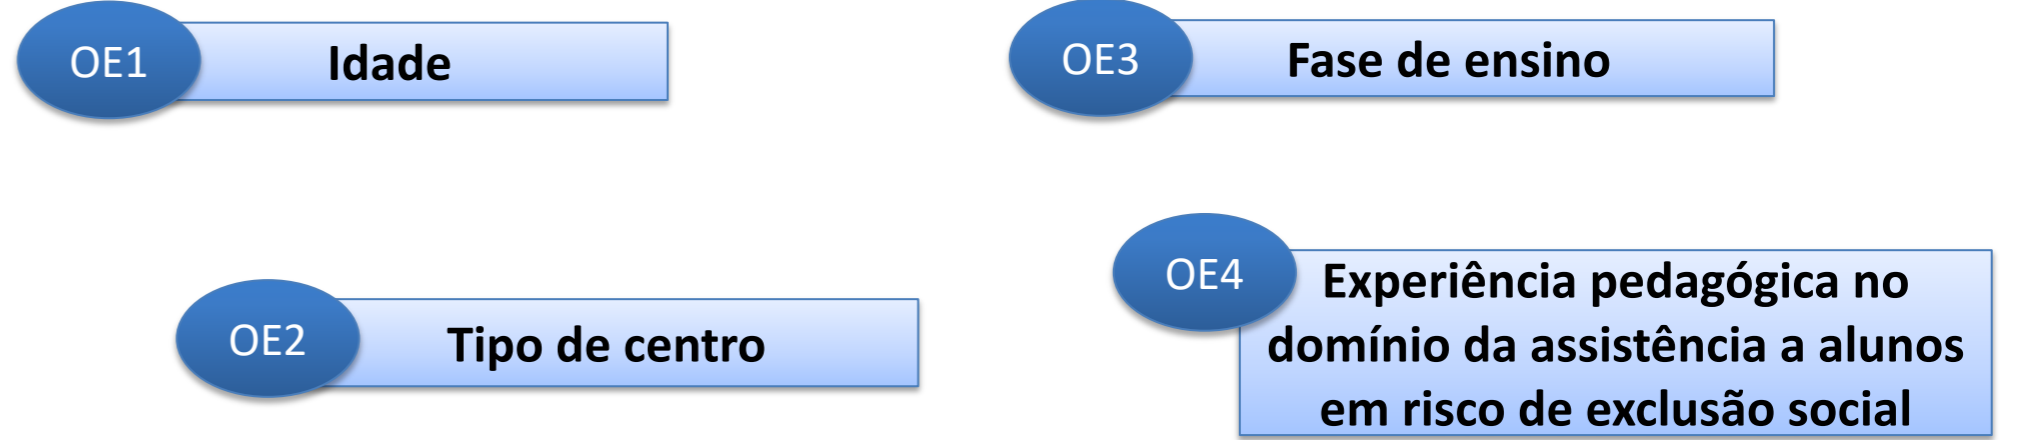 OE1
Idade
OE2
Tipo de centro
OE3
Fase de ensino
OE4
Experiência pedagógica no
domínio da assistência a alunos
em risco de exclusão social